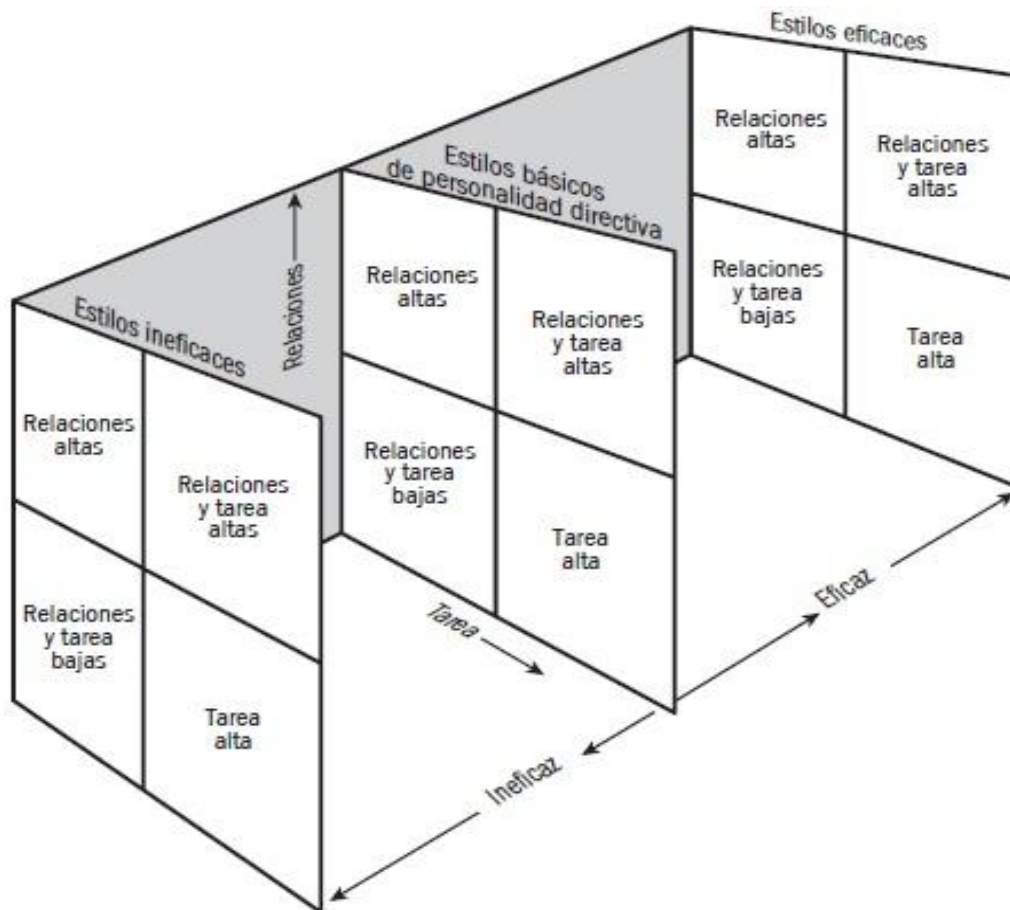 Estilos eficaces
Relaciones
altas
Relaciones
y tarea
altas
Relaciones
y tarea
bajas
Tarea
alta
Estilos básicos
de personalidad directiva
Relaciones
altas
Relaciones
y tarea
altas
Relaciones
y tarea
bajas
Tarea
alta
Relaciones
Estilos ineficaces
Relaciones
altas
Relaciones
y tarea
altas
Relaciones
y tarea
bajas
Tarea
alta
Tarea
Eficaz
Ineficaz